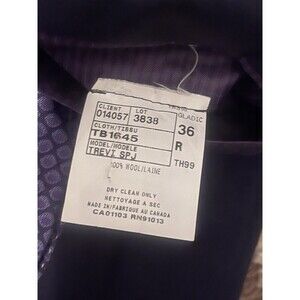 CLIENT LOT
014057 3838
GLADIC
CLOTH/TISSU 36
TB1645
MODEL/MODELE R
TREVI SPJ TH99
100% WOOL/LAINE
DRY CLEAN ONLY
NETTOYAGE A SEC
MADE IN/FABRIQUE AU CANADA
CA01103 RN91013